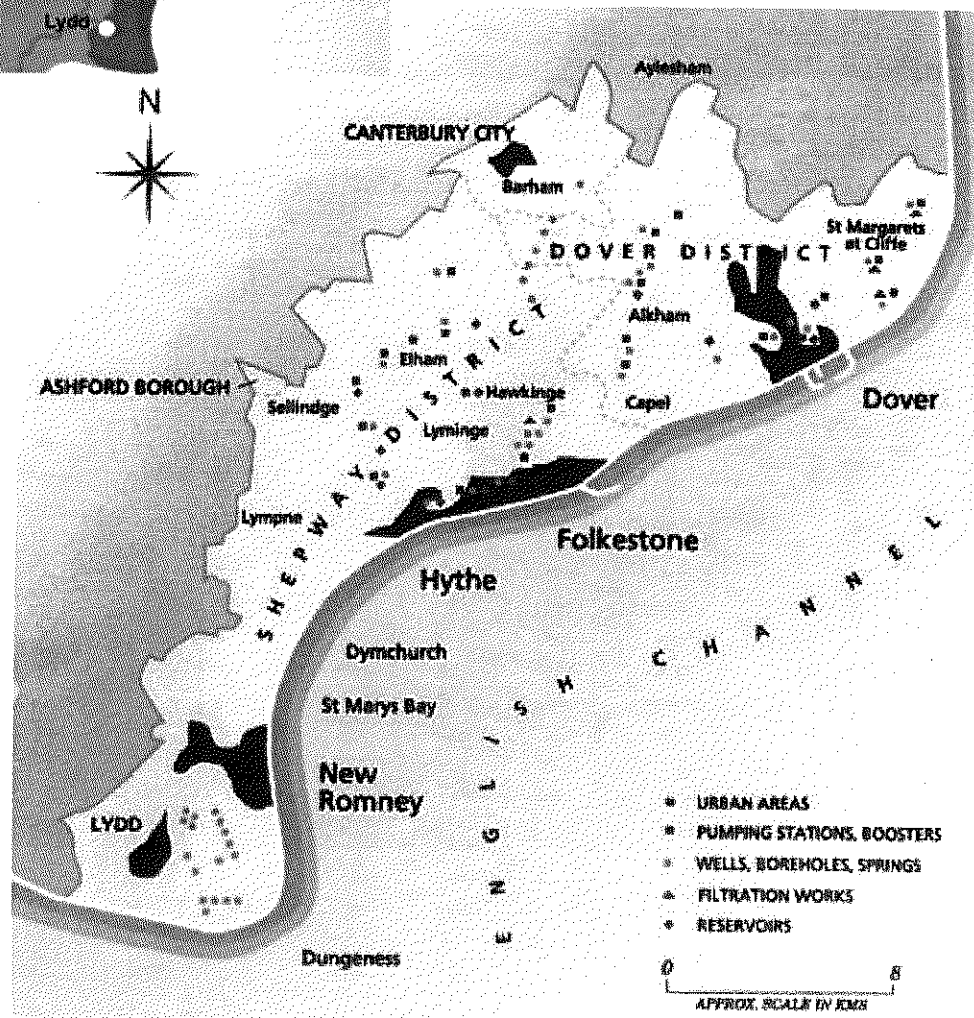 Lydd
N
Aylesham
CANTERBURY CITY
Barham
St Margarets
at Cliffe
DOVER DISTRICT
Alkham
Elham
ASHFORD BOROUGH
Hawkinge
Sellindge
Capel
Dover
Lyminge
SHEPWAY DISTRICT
Lympne
Folkestone
Hythe
ENGLISH CHANNEL
Dymchurch
St Marys Bay
New
Romney
LYDD
Dungeness
URBAN AREAS
PUMPING STATIONS, BOOSTERS
WELLS, BOREHOLES, SPRINGS
FILTRATION WORKS
RESERVOIRS
0 8
APPROX. SCALE IN KMS